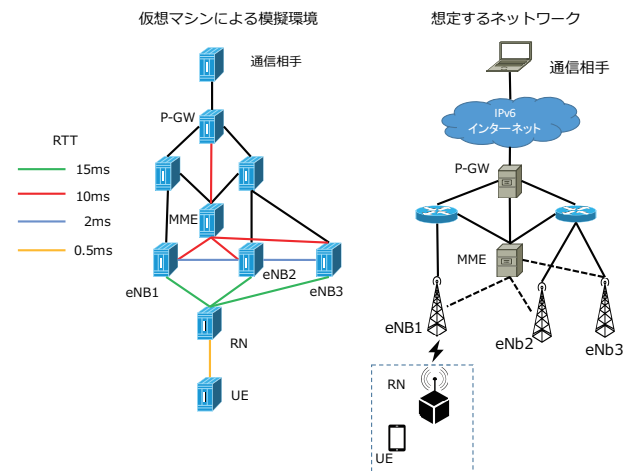 仮想マシンによる模擬環境
通信相手
P-GW
RTT
15ms
10ms
2ms
0.5ms
MME
eNB1
eNB2
eNB3
RN
UE
想定するネットワーク
通信相手
IPv6
インターネット
P-GW
MME
eNB1
eNb2
eNb3
RN
UE